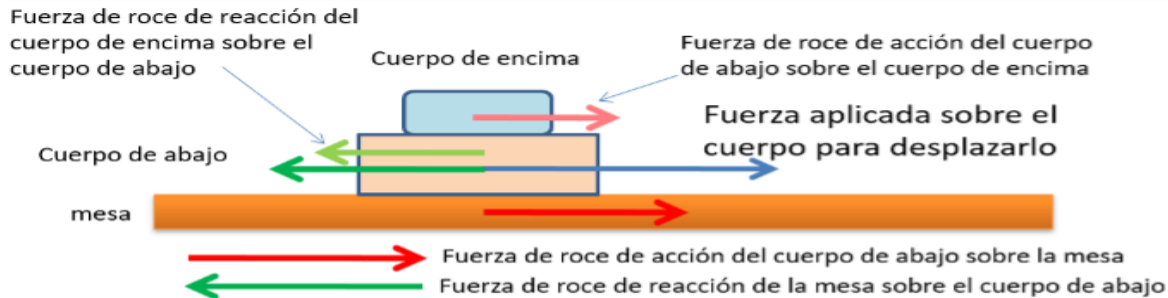 Fuerza de roce de reacción del
cuerpo de encima sobre el
cuerpo de abajo
Cuerpo de encima
Fuerza de roce de acción del cuerpo
de abajo sobre el cuerpo de encima
Fuerza aplicada sobre el
cuerpo para desplazarlo
Cuerpo de abajo
mesa
Fuerza de roce de acción del cuerpo de abajo sobre la mesa
Fuerza de roce de reacción de la mesa sobre el cuerpo de abajo